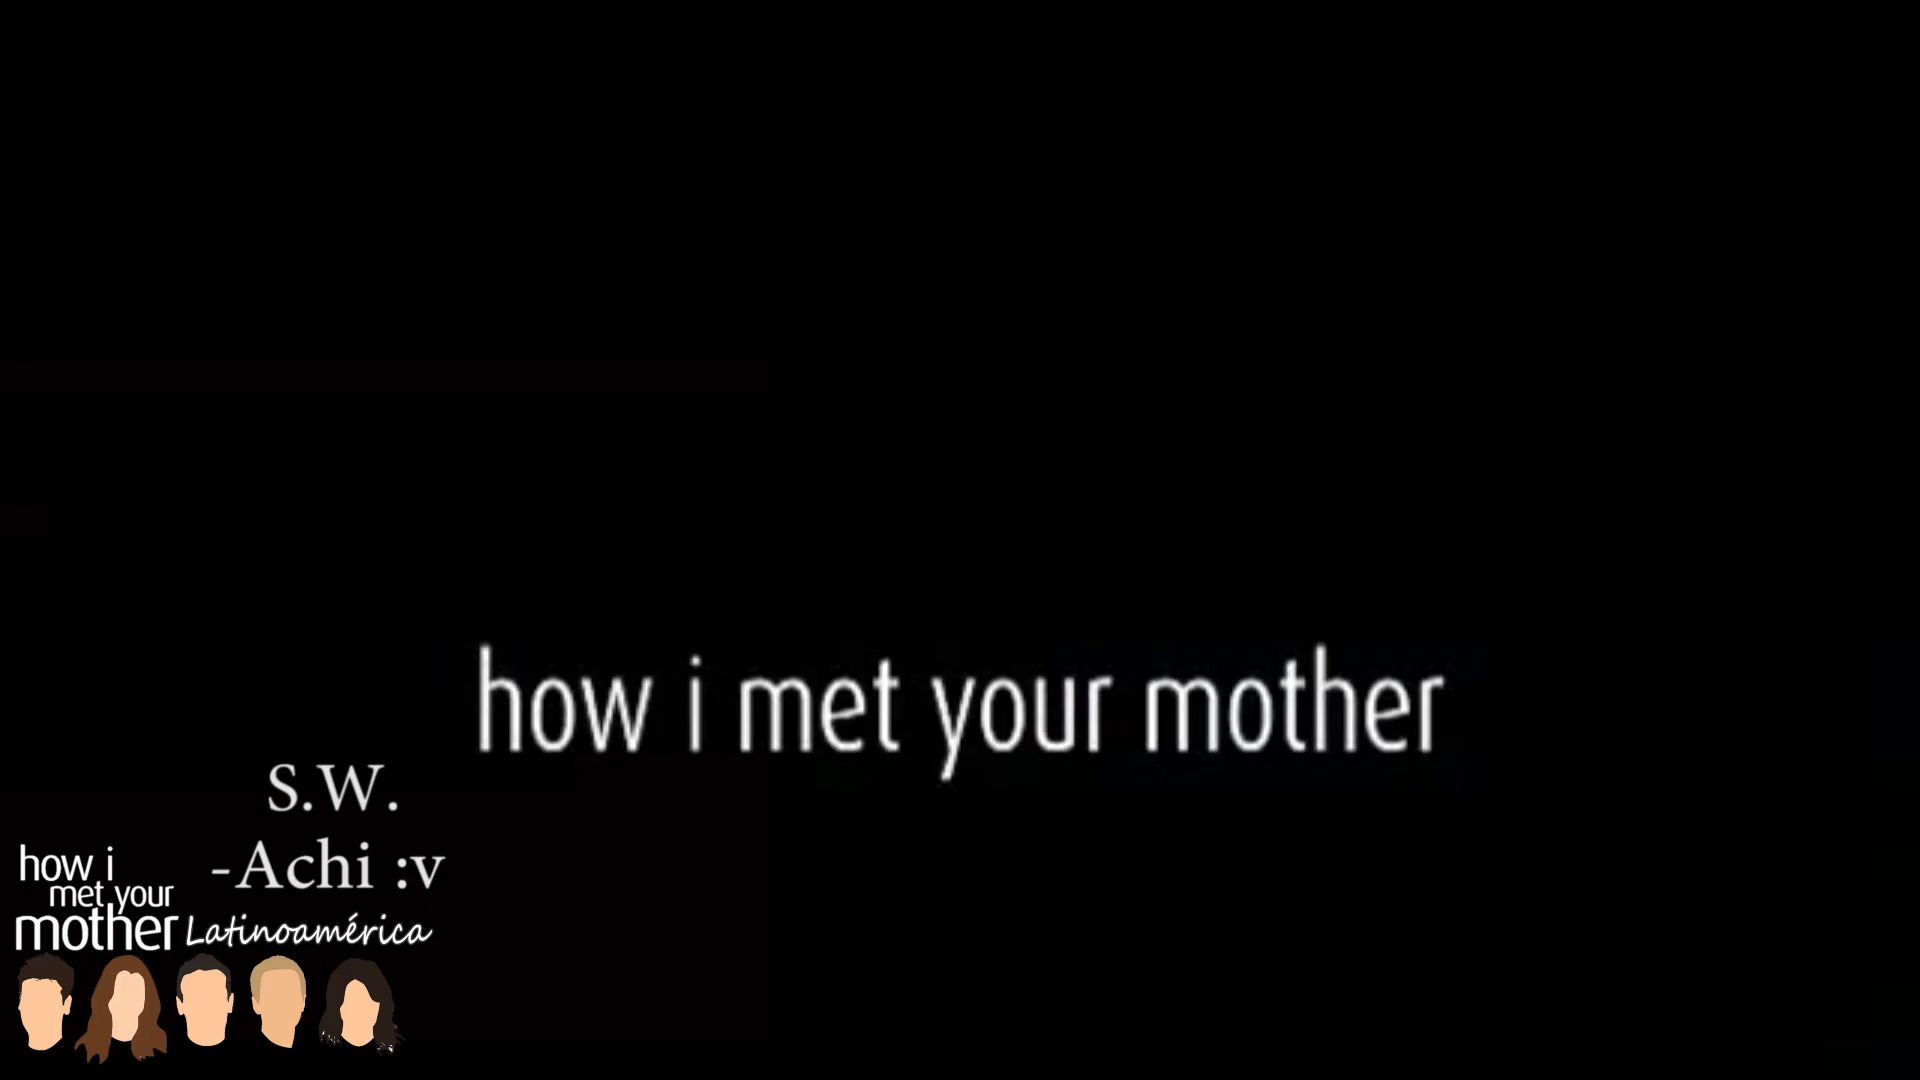 how i met your mother
S.W.
-Achi :v
how i
met your
mother Latinoamérica